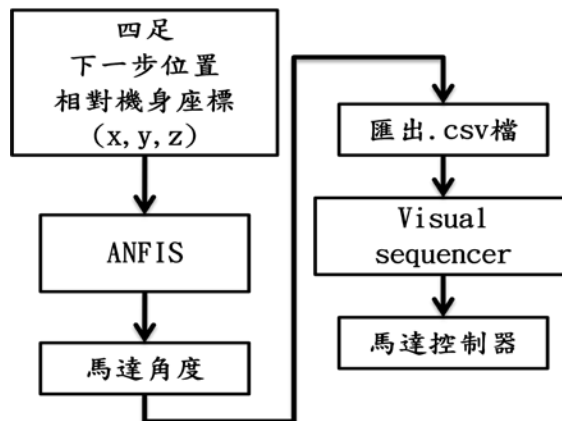 四足
下一步位置
相對機身座標
(x,y,z)
ANFIS
馬達角度
匯出.csv檔
Visual
sequencer
馬達控制器